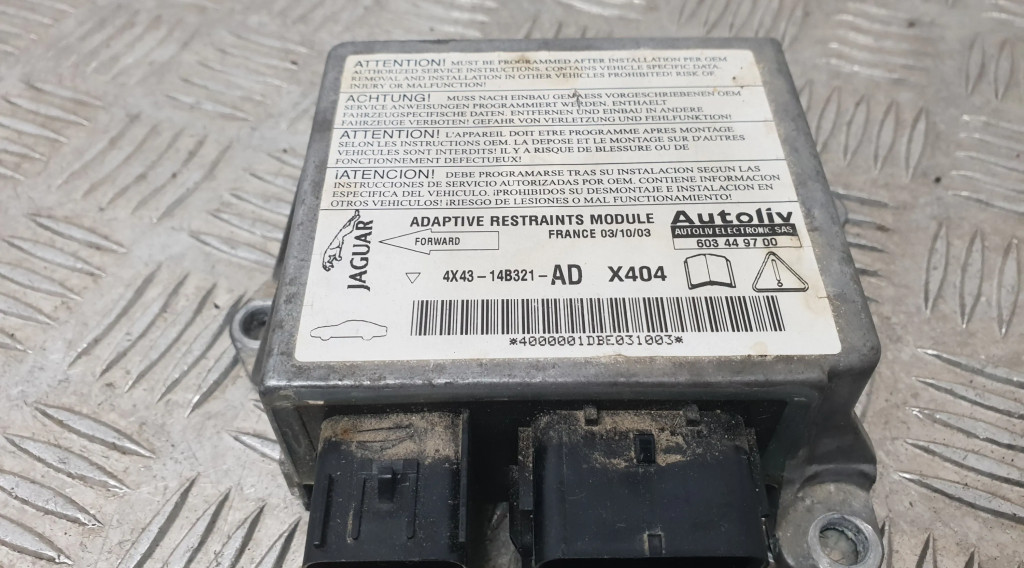 ATTENTION! MUST BE PROGRAMMED AFTER INSTALLATION PER OEM
AUTHORIZED SERVICE INSTRUCTIONS. CONTAINS VEHICLE SPECIFIC DATA.
REMOVAL AND INSTALLATION IN OTHER VEHICLES PROHIBITED! RISK OF
INJURY OR MALFUNCTION!
ACHTUNG! MUSS NACH EINBAU GEMAESS VORGESCHRIEBENEN OEM
SERVICE ANWEISUNGEN PROGRAMMIERT WERDEN. ENTHAELT
FAHRZEUGSPECIFISCHE DATEN. ENTFERNEN UND EINBAU IN ANDERE
FAHRZEUGE VERBOTEN! GEFAHR VON VERLETZUNG UND FEHLFUNKTION!
ATTENTION! L'APPAREIL DOIT ETRE PROGRAMME APRES MONTAGE
SELON LES INSTRUCTIONS OEM. LA DEPOSE ET LE MONTAGE SUR D'AUTRES
VEHICULES SONT INTERDITS! IL Y A RISQUE DE BLESSURE OU DE
FONCTIONNEMENT DEFECTUEUX!
¡ATENCION! DEBE PROGRAMARSE TRAS SU INSTALACION SEGUN LAS
INSTRUCCIONES DE SERVICIO AUTORIZADAS POR OEM. CONTIENE INFORMACION
ESPECIFICA DEL VEHICULO. ¡PROHIBIDOS SU DESMONTAJE E INSTALACION EN
OTROS VEHICULOS! ¡RIESGO DE LESIONES O MAL FUNCIONAMIENTO!
JAGUAR
ADAPTIVE RESTRAINTS MODULE
FORWARD
FRANCE 03/10/03
Autoliv
AUTOLIV ELECTRONIC SAS
603 44 97 00
4X43-14B321-AD X404
*4000001DBE031003*